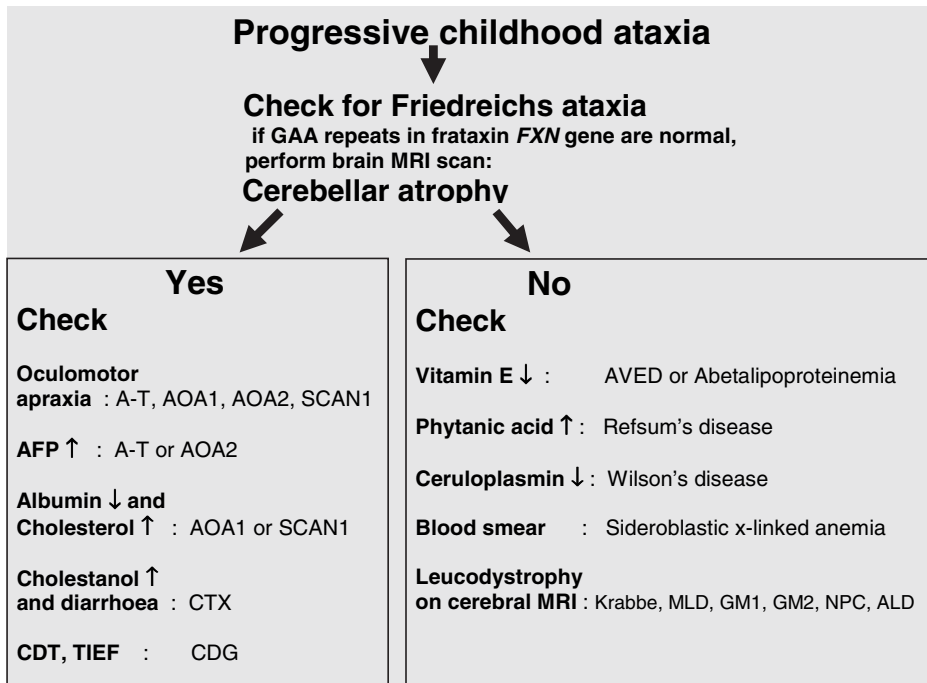 Progressive childhood ataxia
Check for Friedreichs ataxia
if GAA repeats in frataxin FXN gene are normal,
perform brain MRI scan:
Cerebellar atrophy
Yes
Check
Oculomotor
apraxia : A-T, AOA1, AOA2, SCAN1
AFP ↑ : A-T or AOA2
Albumin ↓ and
Cholesterol ↑ : AOA1 or SCAN1
Cholestanol ↑
and diarrhoea : CTX
CDT, TIEF : CDG
No
Check
Vitamin E ↓ : AVED or Abetalipoproteinemia
Phytanic acid ↑ : Refsum's disease
Ceruloplasmin ↓ : Wilson's disease
Blood smear : Sideroblastic x-linked anemia
Leucodystrophy
on cerebral MRI : Krabbe, MLD, GM1, GM2, NPC, ALD